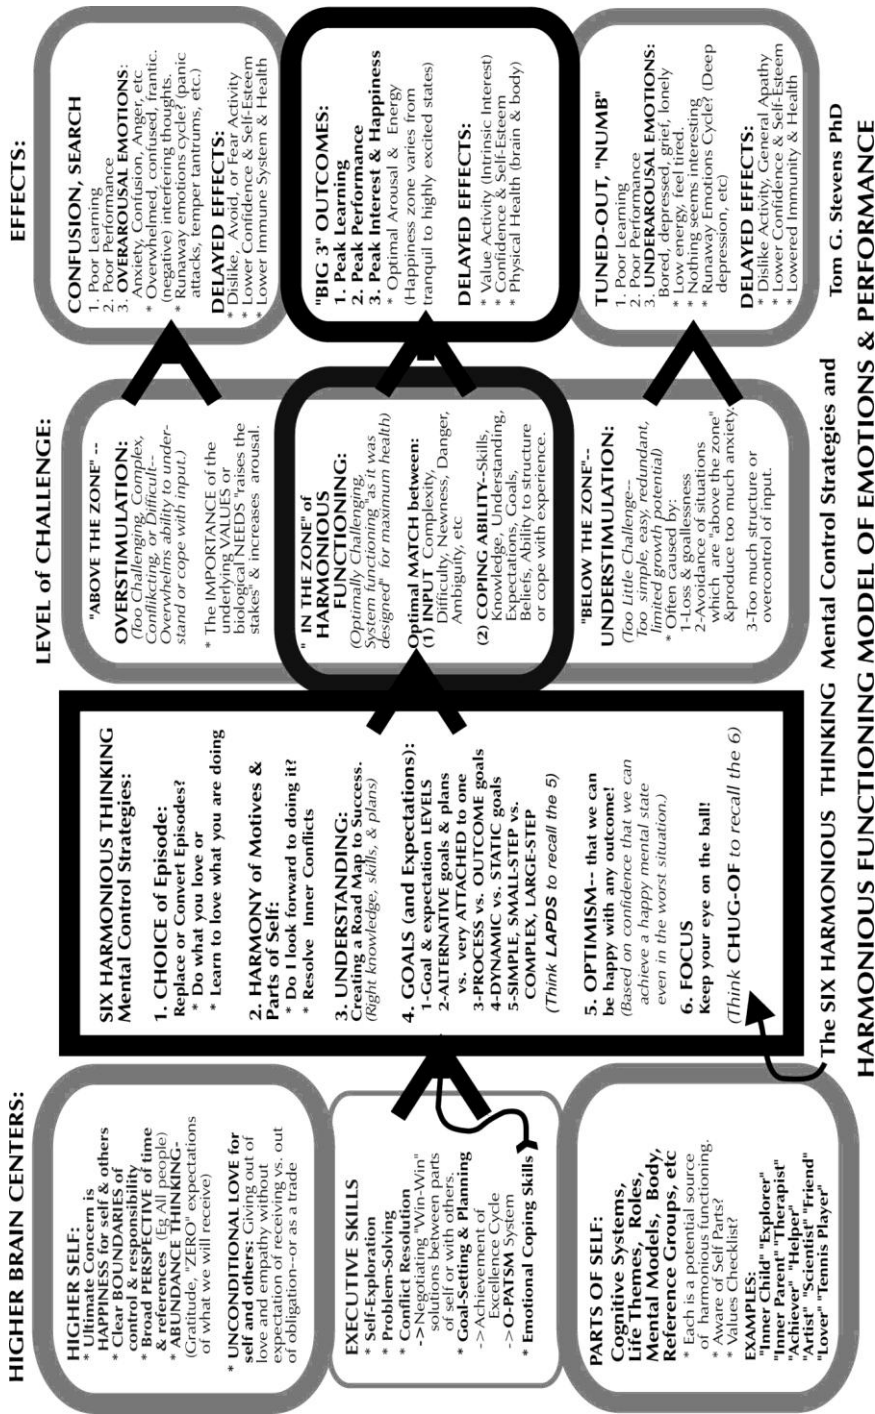 HIGHER BRAIN CENTERS:
HIGHER SELF:
* Ultimate Concern is
HAPPINESS for self & others
* Clear BOUNDARIES of
control & responsibility
* Broad PERSPECTIVE of time
& references (Eg All people)
* ABUNDANCE THINKING-
(Gratitude, "ZERO" expectations
of what we will receive)
* UNCONDITIONAL LOVE for
self and others: Giving out of
love and empathy without
expectation of receiving vs. out
of obligation--or as a trade
EXECUTIVE SKILLS
* Self-Exploration
* Problem-Solving
* Conflict Resolution
->Negotiating "Win-Win"
solutions between parts
of self or with others.
* Goal-Setting & Planning
->Achievement of
Excellence Cycle
->O-PATSM System
* Emotional Coping Skills
PARTS OF SELF:
Cognitive Systems,
Life Themes, Roles,
Mental Models, Body,
Reference Groups, etc
* Each is a potential source
of harmonious functioning.
* Aware of Self Parts?
* Values Checklist?
EXAMPLES:
"Inner Child" "Explorer"
"Inner Parent" "Therapist"
"Achiever" "Helper"
"Artist" "Scientist" "Friend"
"Lover" "Tennis Player"
SIX HARMONIOUS THINKING
Mental Control Strategies:
1. CHOICE of Episode:
Replace or Convert Episodes?
* Do what you love or
* Learn to love what you are doing
2. HARMONY of Motives &
Parts of Self:
* Do I look forward to doing it?
* Resolve Inner Conflicts
3. UNDERSTANDING:
Creating a Road Map to Success.
(Right knowledge, skills, & plans)
4. GOALS (and Expectations):
1-Goal & expectation LEVELS
2-ALTERNATIVE goals & plans
vs. very ATTACHED to one
3-PROCESS vs. OUTCOME goals
4-DYNAMIC vs. STATIC goals
5-SIMPLE, SMALL-STEP vs.
COMPLEX, LARGE-STEP
(Think LAPDS to recall the 5)
5. OPTIMISM-- that we can
be happy with any outcome!
(Based on confidence that we can
achieve a happy mental state
even in the worst situation.)
6. FOCUS
Keep your eye on the ball!
(Think CHUG-OF to recall the 6)
LEVEL of CHALLENGE:
"ABOVE THE ZONE" --
OVERSTIMULATION:
(Too Challenging, Complex,
Conflikcting, or Difficult--
Overwhelms ability to under-
stand or cope with input.)
* The IMPORTANCE of the
underlying VALUES or
biological NEEDS "raises the
stakes" & increases arousal.
" IN THE ZONE" of
HARMONIOUS
FUNCTIONING:
(Optimally Challenging,
System functioning "as it was
designed" for maximum health)
Optimal MATCH between:
(1) INPUT Complexity,
Difficulty, Newness, Danger,
Ambiguity, etc
(2) COPING ABILITY--Skills,
Knowledge, Understanding,
Expectations, Goals,
Beliefs, Ability to structure
or cope with experience.
"BELOW THE ZONE"--
UNDERSTIMULATION:
(Too Little Challenge--
Too simple, easy, redundant,
limited growth potential)
* Often caused by:
1-Loss & goallessness
2-Avoidance of situations
which are "above the zone"
&produce too much anxiety.
3-Too much structure or
overcontrol of input.
EFFECTS:
CONFUSION, SEARCH
1. Poor Learning
2. Poor Performance
3. OVERAROUSAL EMOTIONS:
Anxiety, Confusion, Anger, etc
* Overwhelmed, confused, frantic.
(negative) interfering thoughts.
* Runaway emotions cycle? (panic
attacks, temper tantrums, etc.)
DELAYED EFFECTS:
* Dislike, Avoid, or Fear Activity
* Lower Confidence & Self-Esteem
* Lower Immune System & Health
"BIG 3" OUTCOMES:
1. Peak Learning
2. Peak Performance
3. Peak Interest & Happiness
* Optimal Arousal & Energy
(Happiness zone varies from
tranquil to highly excited states)
DELAYED EFFECTS:
* Value Activity (Intrinsic Interest)
* Confidence & Self-Esteem
* Physical Health (brain & body)
TUNED-OUT, "NUMB"
1. Poor Learning
2. Poor Performance
3. UNDERAROUSAL EMOTIONS:
Bored, depressed, grief, lonely
* Low energy, feel tired.
* Nothing seems interesting
* Runaway Emotions Cycle? (Deep
depression, etc)
DELAYED EFFECTS:
* Dislike Activity, General Apathy
* Lower Confidence & Self-Esteem
* Lowered Immunity & Health
The SIX HARMONIOUS THINKING Mental Control Strategies and
Tom G. Stevens PhD
HARMONIOUS FUNCTIONING MODEL OF EMOTIONS & PERFORMANCE